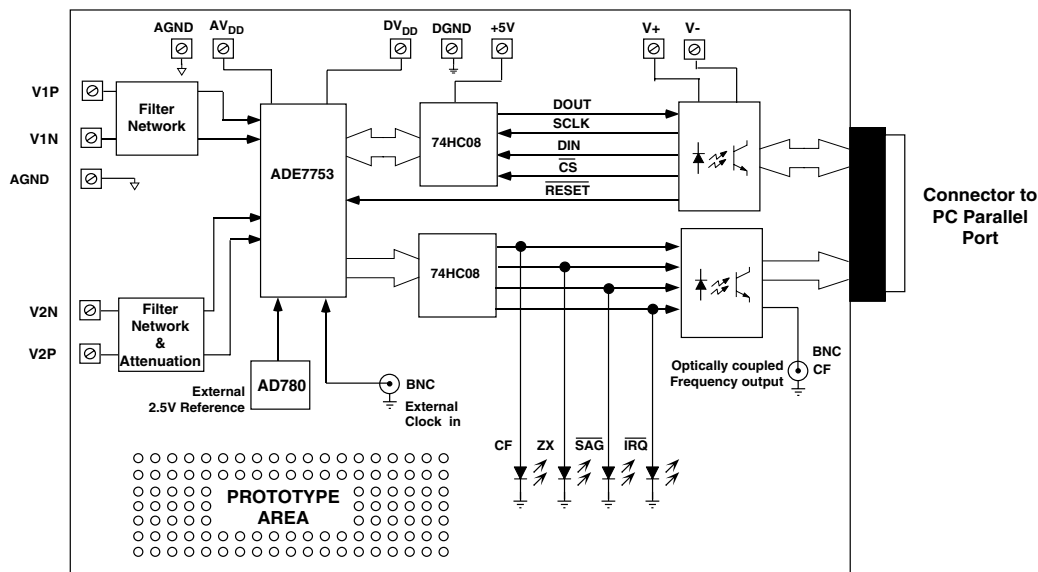 AGND
AVDD
DVDD
DGND
+5V
V+
V-
V1P
V1N
AGND
Filter
Network
ADE7753
74HC08
DOUT
SCLK
DIN
CS
RESET
Connector to
PC Parallel
Port
74HC08
V2N
V2P
Filter
Network
&
Attenuation
External
2.5V Reference
AD780
BNC
External
Clock in
Optically coupled
Frequency output
BNC
CF
CF
ZX
SAG
IRQ
PROTOTYPE
AREA